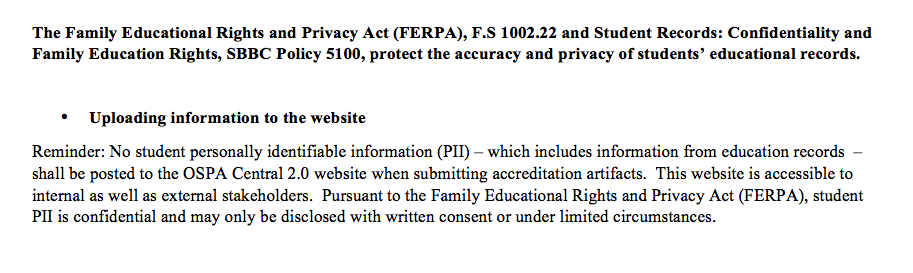 The Family Educational Rights and Privacy Act (FERPA), F.S 1002.22 and Student Records: Confidentiality and
Family Education Rights, SBBC Policy 5100, protect the accuracy and privacy of students’ educational records.
• Uploading information to the website
Reminder: No student personally identifiable information (PII) – which includes information from education records –
shall be posted to the OSPA Central 2.0 website when submitting accreditation artifacts. This website is accessible to
internal as well as external stakeholders. Pursuant to the Family Educational Rights and Privacy Act (FERPA), student
PII is confidential and may only be disclosed with written consent or under limited circumstances.